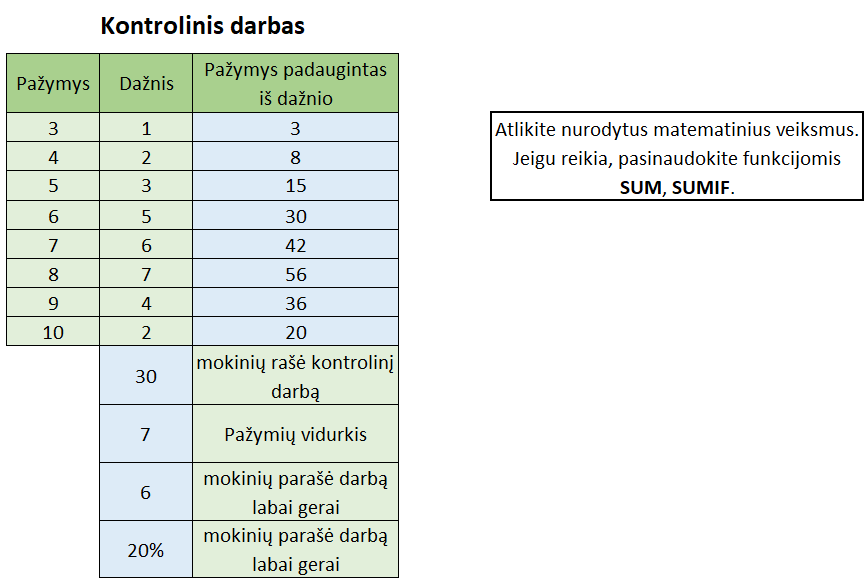 Kontrolinis darbas
Pažymys Dažnis Pažymys padaugintas
iš dažnio
3 1 3
4 2 8
5 3 15
6 5 30
7 6 42
8 7 56
9 4 36
10 2 20
30 mokinių rašė kontrolinį
darbą
7 Pažymių vidurkis
6 mokinių parašė darbą
labai gerai
20% mokinių parašė darbą
labai gerai
Atlikite nurodytus matematinius veiksmus.
Jeigu reikia, pasinaudokite funkcijomis
SUM, SUMIF.